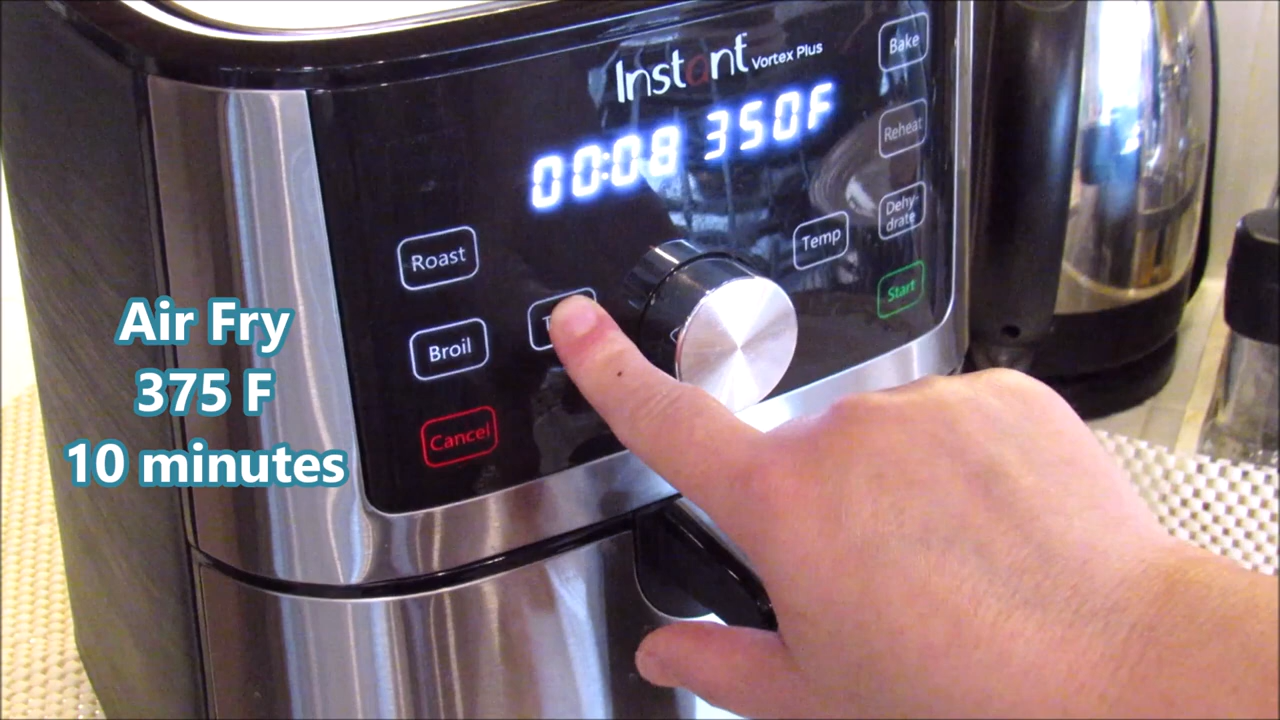 Instant Vortex Plus
Bake
00:08 350F
Reheat
Dehy-
drate
Roast
Temp
Start
Broil
Cancel
Air Fry
375 F
10 minutes